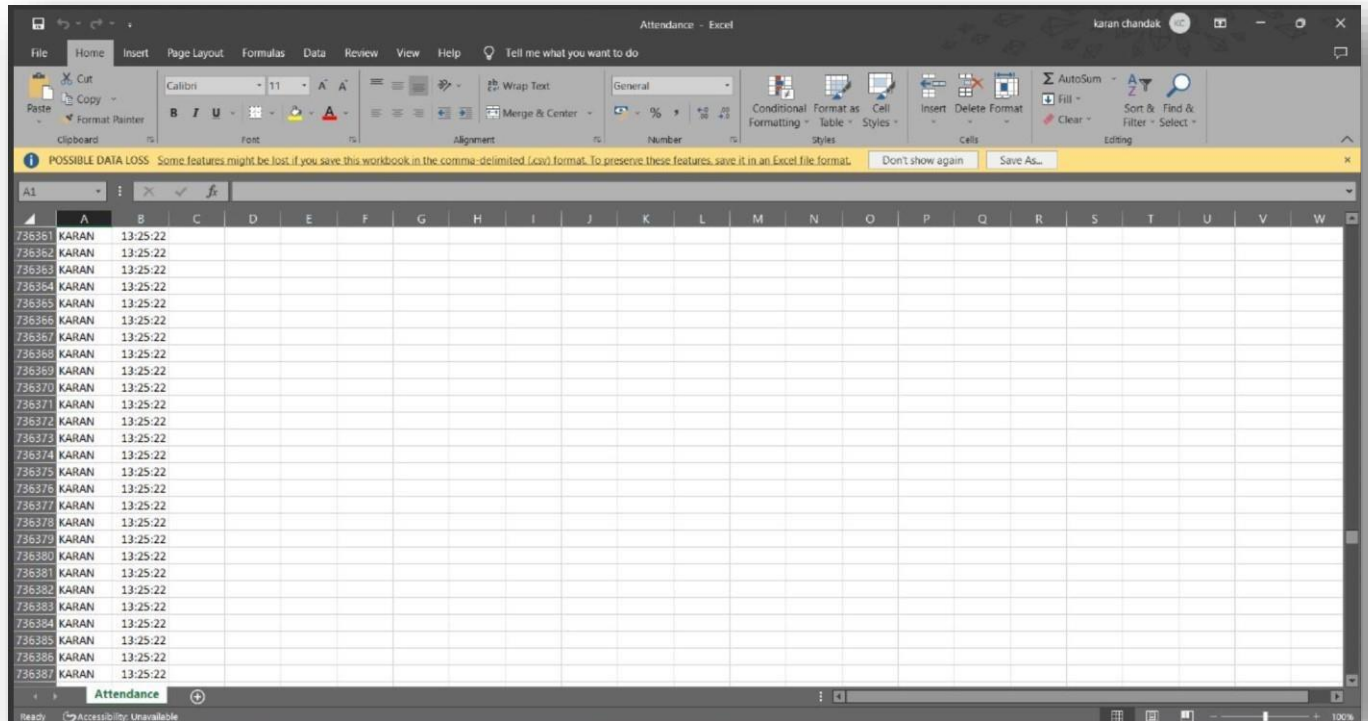 Attendance - Excel
karan chandak KC
File Home Insert Page Layout Formulas Data Review View Help Tell me what you want to do
Paste
Cut
Copy
Format Painter
Clipboard
Calibri 11 A A
B I U A
Font
Wrap Text
Merge & Center
Alignment
General
% ,
Number
Conditional Formatting
Format as Table
Cell Styles
Styles
Insert Delete Format
Cells
AutoSum
Fill
Clear
Sort & Filter
Find & Select
Editing
POSSIBLE DATA LOSS Some features might be lost if you save this workbook in the comma-delimited (.csv) format. To preserve these features, save it in an Excel file format. Don't show again Save As...
A1 fx
A B C D E F G H I J K L M N O P Q R S T U V W
736361 KARAN 13:25:22
736362 KARAN 13:25:22
736363 KARAN 13:25:22
736364 KARAN 13:25:22
736365 KARAN 13:25:22
736366 KARAN 13:25:22
736367 KARAN 13:25:22
736368 KARAN 13:25:22
736369 KARAN 13:25:22
736370 KARAN 13:25:22
736371 KARAN 13:25:22
736372 KARAN 13:25:22
736373 KARAN 13:25:22
736374 KARAN 13:25:22
736375 KARAN 13:25:22
736376 KARAN 13:25:22
736377 KARAN 13:25:22
736378 KARAN 13:25:22
736379 KARAN 13:25:22
736380 KARAN 13:25:22
736381 KARAN 13:25:22
736382 KARAN 13:25:22
736383 KARAN 13:25:22
736384 KARAN 13:25:22
736385 KARAN 13:25:22
736386 KARAN 13:25:22
736387 KARAN 13:25:22
Attendance
Ready Accessibility: Unavailable 100%